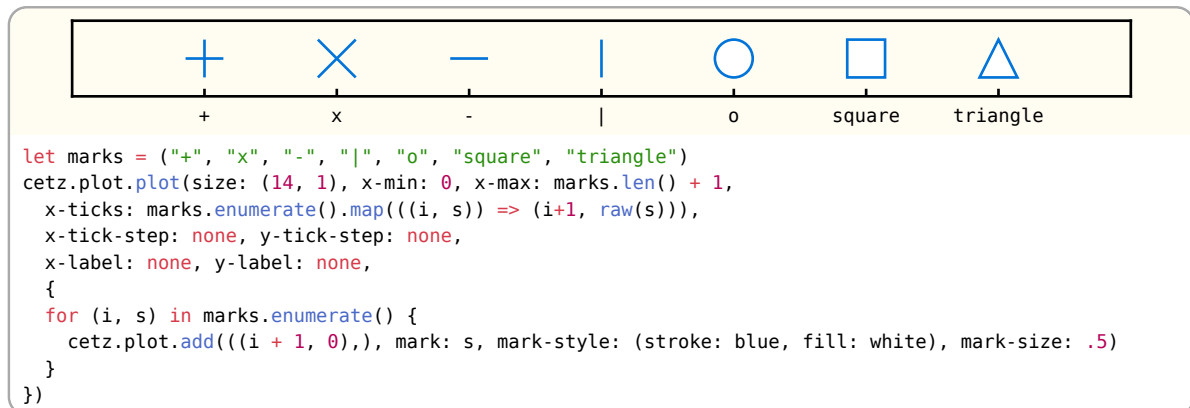 + x - | o square triangle
let marks = ("+", "x", "-", "|", "o", "square", "triangle")
cetz.plot.plot(size: (14, 1), x-min: 0, x-max: marks.len() + 1,
  x-ticks: marks.enumerate().map(((i, s)) => (i+1, raw(s))),
  x-tick-step: none, y-tick-step: none,
  x-label: none, y-label: none,
  {
  for (i, s) in marks.enumerate() {
    cetz.plot.add(((i + 1, 0),), mark: s, mark-style: (stroke: blue, fill: white), mark-size: .5)
  }
})